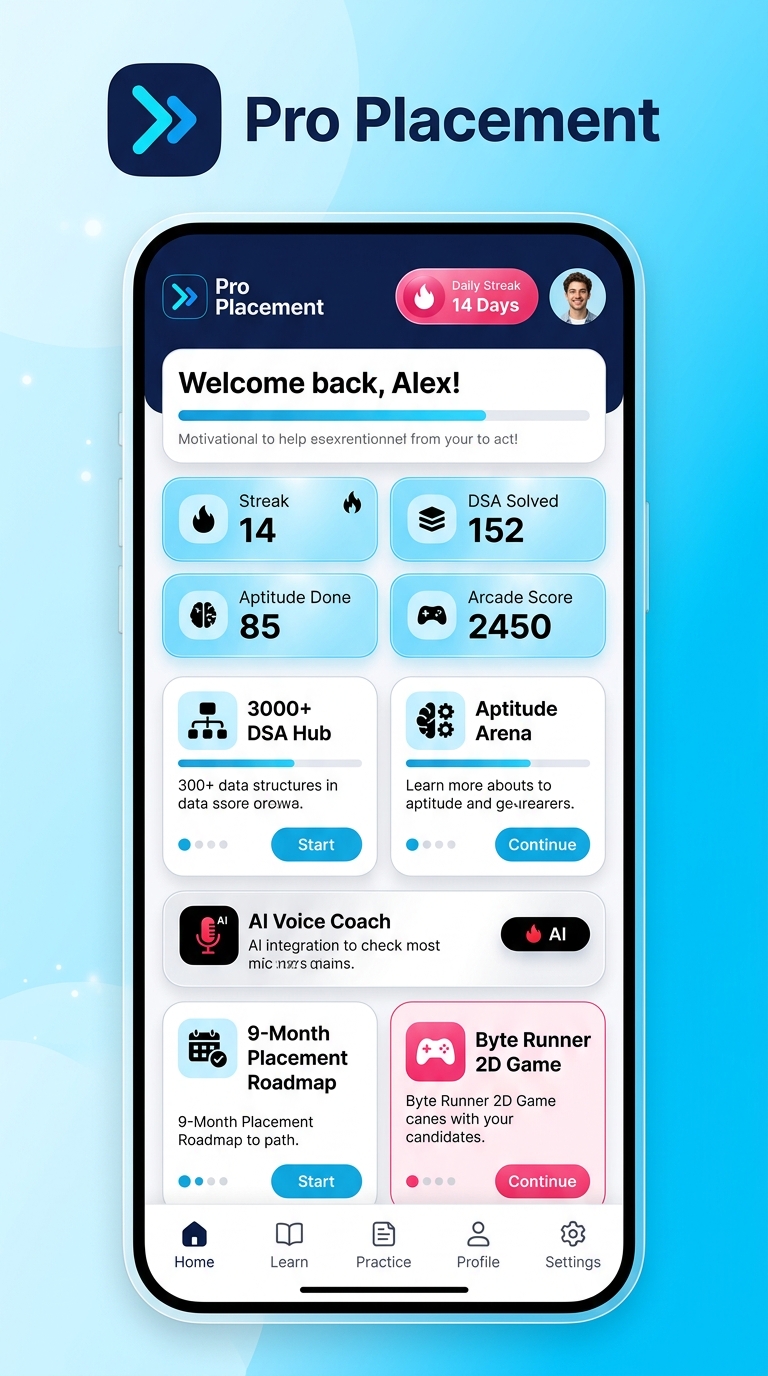 Pro Placement
Pro
Placement
Daily Streak
14 Days
Welcome back, Alex!
Motivational to help esexrentionnef from your to act!
Streak
14
DSA Solved
152
Aptitude Done
85
Arcade Score
2450
3000+
DSA Hub
300+ data structures in
data ssore
Start
Aptitude
Arena
Learn more abouts to
aptitude and
Continue
AI
AI Voice Coach
AI integration to check most
mic
AI
9-Month
Placement
Roadmap
9-Month Placement
Roadmap to path.
Start
Byte Runner
2D Game
Byte Runner 2D Game
canes with your
candidates.
Continue
Home
Learn
Practice
Profile
Settings